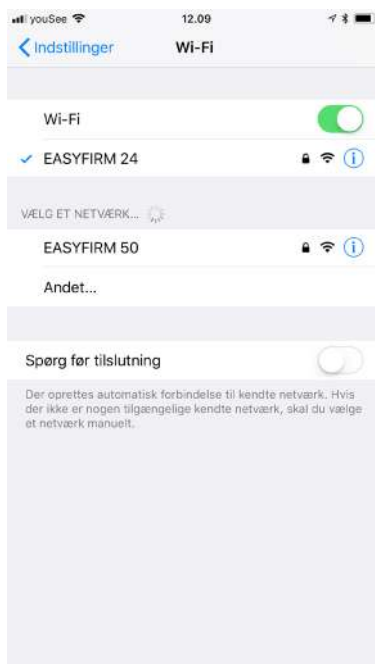 youSee 12.09
Indstillinger Wi-Fi
Wi-Fi
EASYFIRM 24
VÆLG ET NETVÆRK...
EASYFIRM 50
Andet...
Spørg før tilslutning
Der oprettes automatisk forbindelse til kendte netværk. Hvis
der ikke er nogen tilgængelige kendte netværk, skal du vælge
et netværk manuelt.